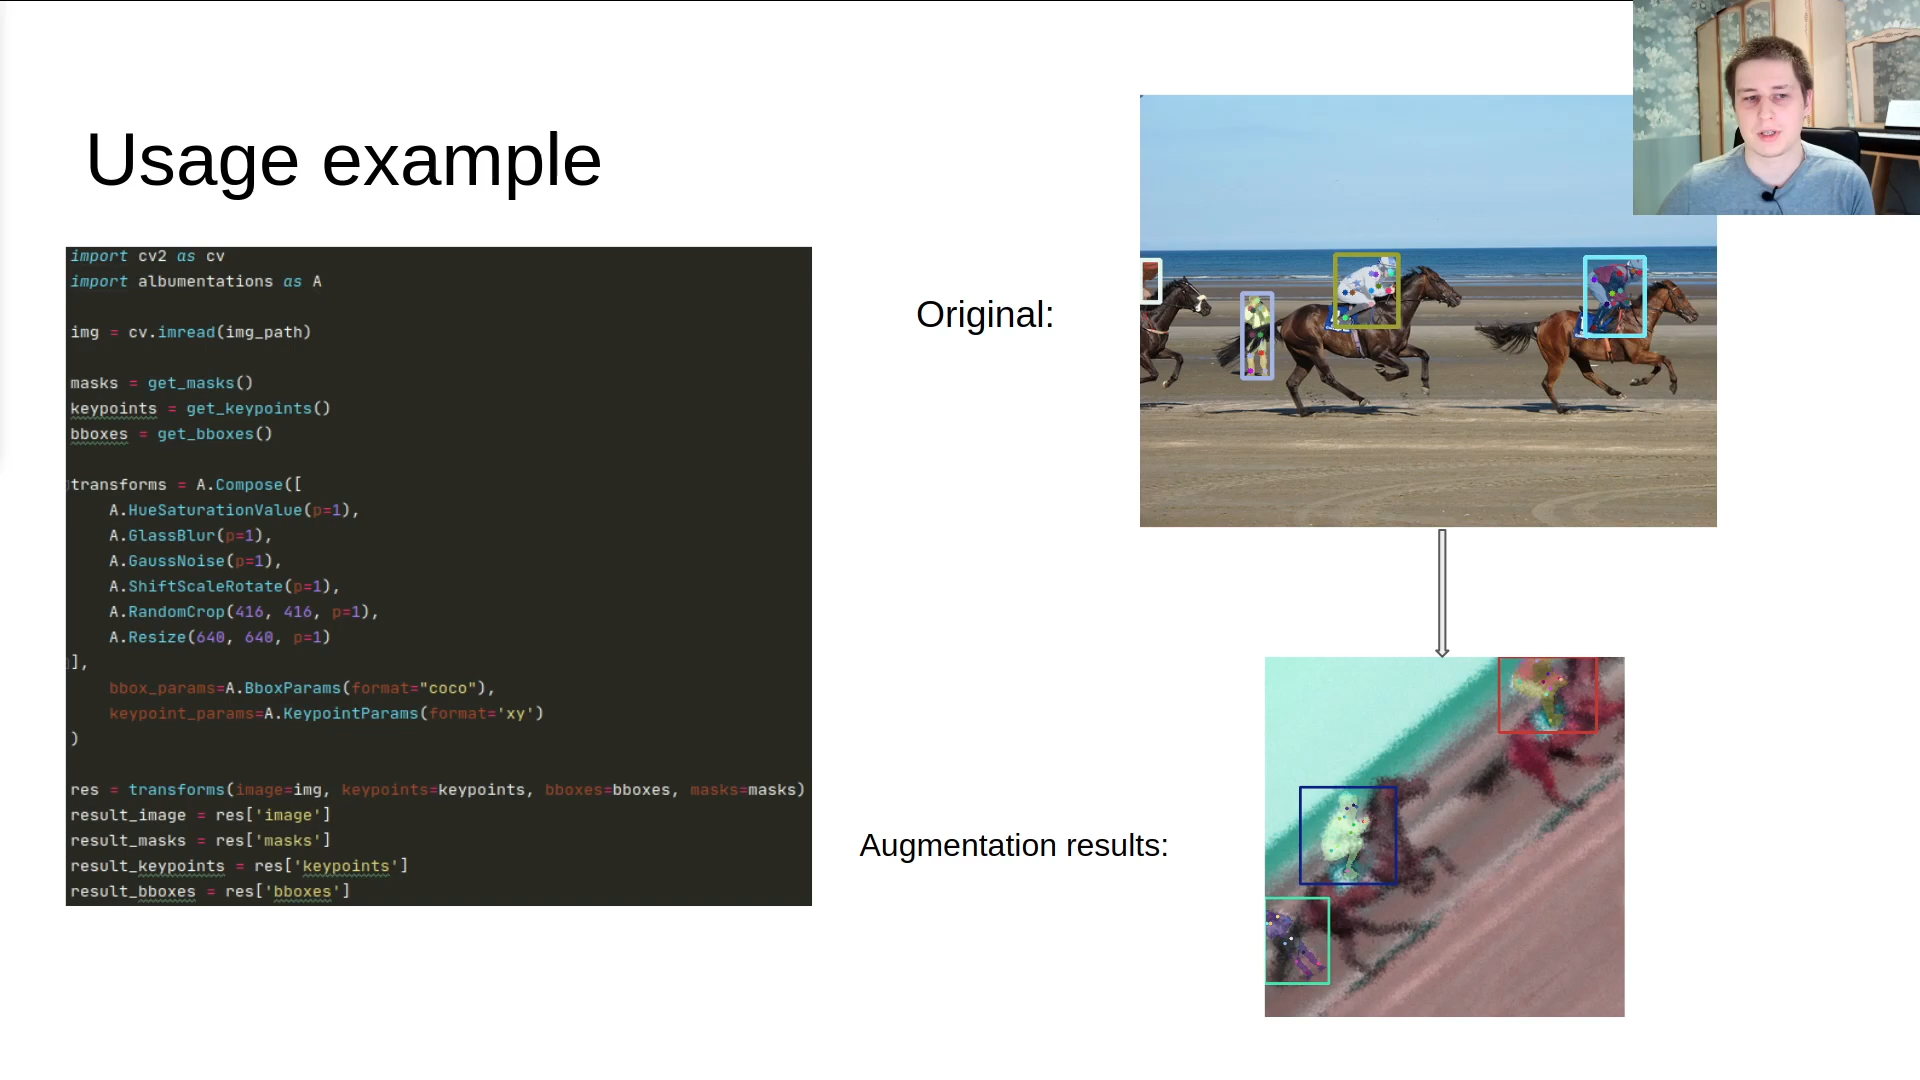 Usage example
import cv2 as cv
import albumentations as A
img = cv.imread(img_path)
masks = get_masks()
keypoints = get_keypoints()
bboxes = get_bboxes()
transforms = A.Compose([
    A.HueSaturationValue(p=1),
    A.GlassBlur(p=1),
    A.GaussNoise(p=1),
    A.ShiftScaleRotate(p=1),
    A.RandomCrop(416, 416, p=1),
    A.Resize(640, 640, p=1)
],
    bbox_params=A.BboxParams(format="coco"),
    keypoint_params=A.KeypointParams(format='xy')
)
res = transforms(image=img, keypoints=keypoints, bboxes=bboxes, masks=masks)
result_image = res['image']
result_masks = res['masks']
result_keypoints = res['keypoints']
result_bboxes = res['bboxes']
Original:
Augmentation results: